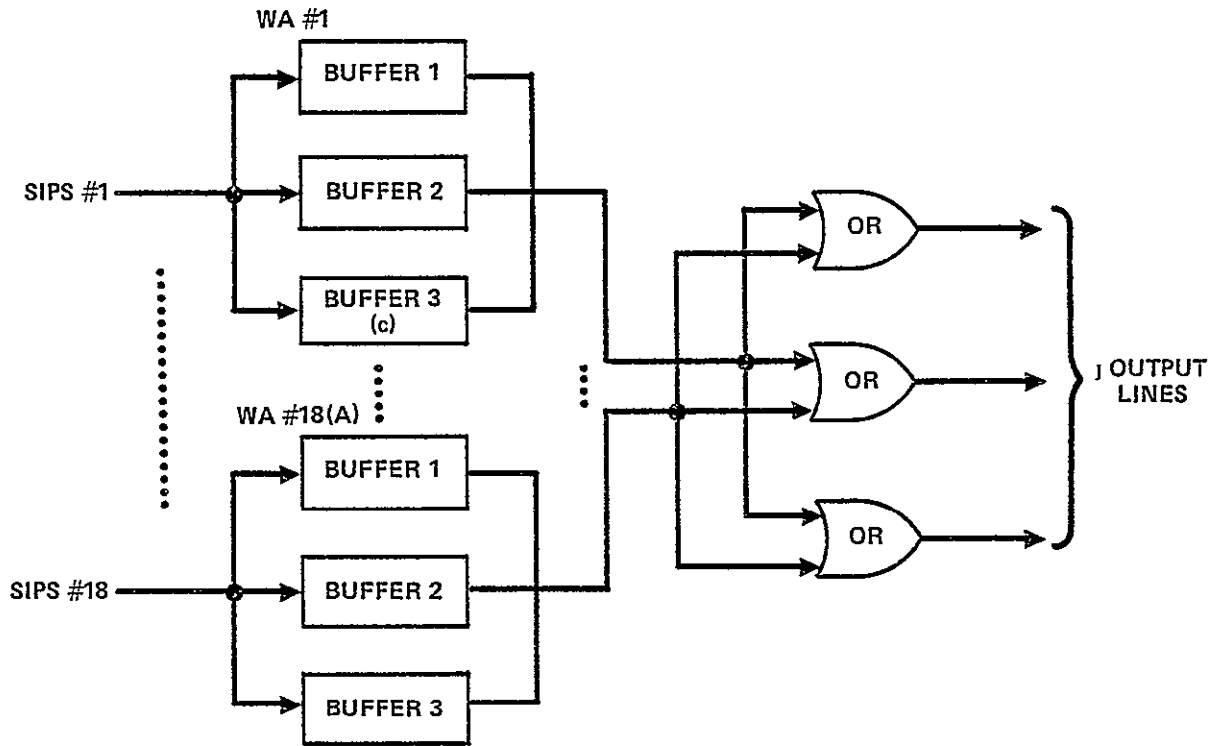 WA #1
BUFFER 1
SIPS #1
BUFFER 2
BUFFER 3
(c)
WA #18(A)
BUFFER 1
SIPS #18
BUFFER 2
BUFFER 3
OR
OR
OR
J OUTPUT
LINES